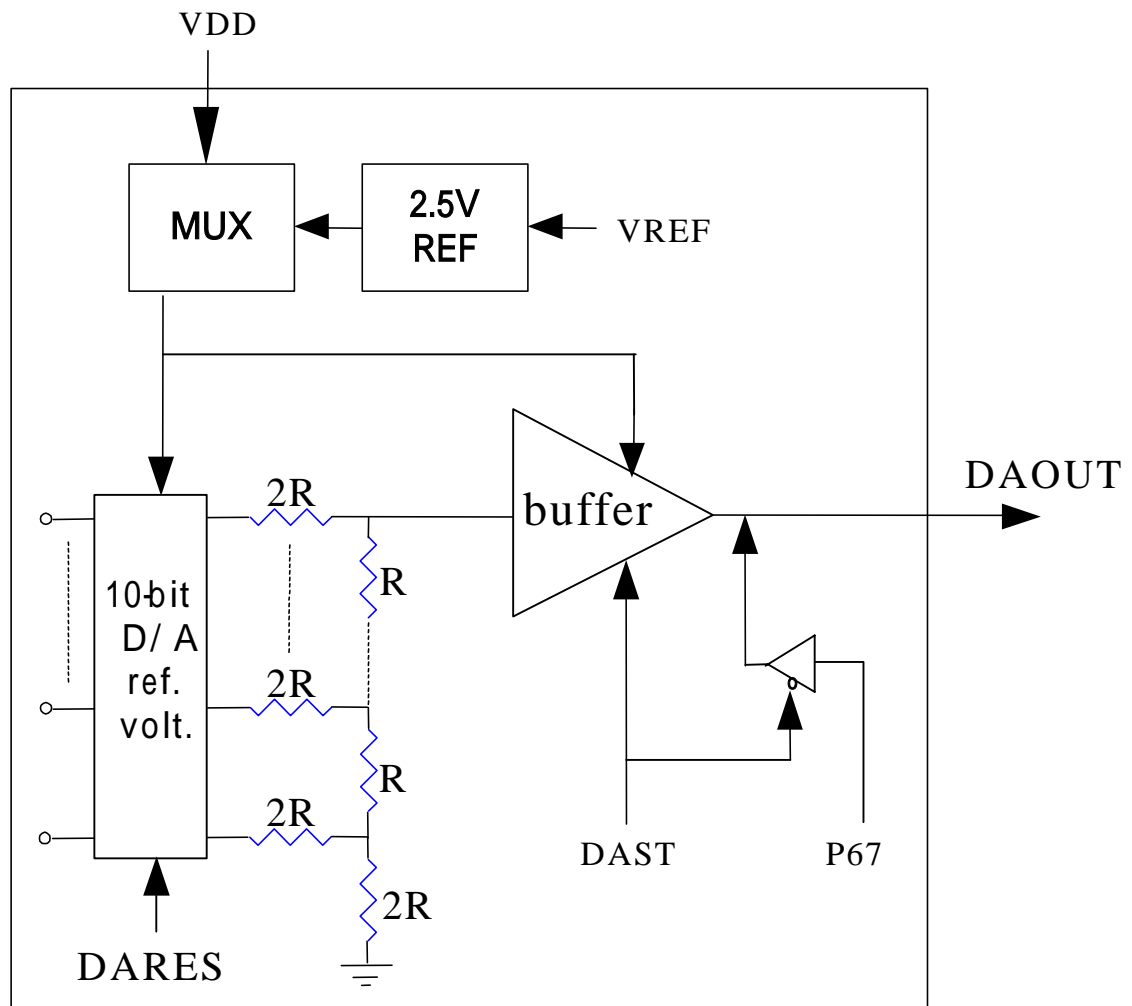 VDD
MUX
2.5V
REF
VREF
DAOUT
2R
buffer
R
10-bit
D/ A
ref.
volt.
2R
R
2R
DAST
P67
2R
DARES